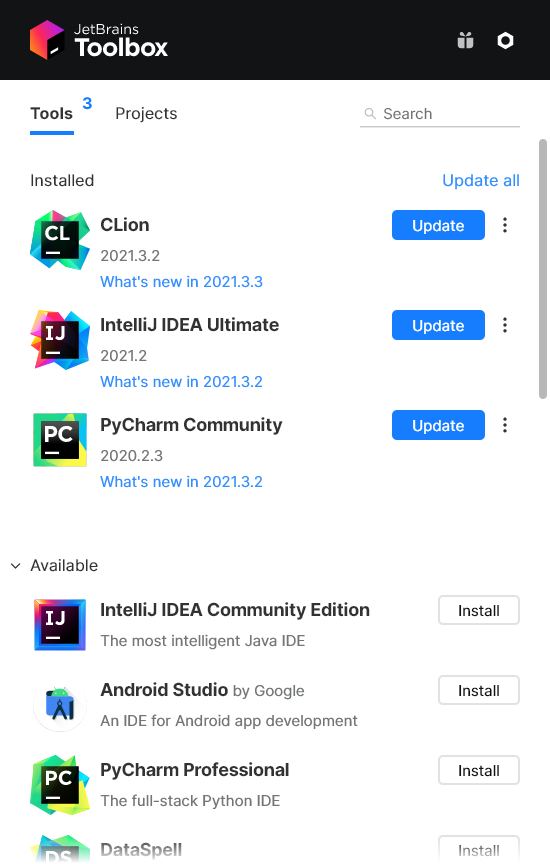 JetBrains
Toolbox
Tools 3 Projects Search
Installed Update all
CL
CLion Update
2021.3.2
What's new in 2021.3.3
IJ
IntelliJ IDEA Ultimate Update
2021.2
What's new in 2021.3.2
PC
PyCharm Community Update
2020.2.3
What's new in 2021.3.2
Available
IJ
IntelliJ IDEA Community Edition Install
The most intelligent Java IDE
Android Studio by Google Install
An IDE for Android app development
PC
PyCharm Professional Install
The full-stack Python IDE
DS
DataSpell Install